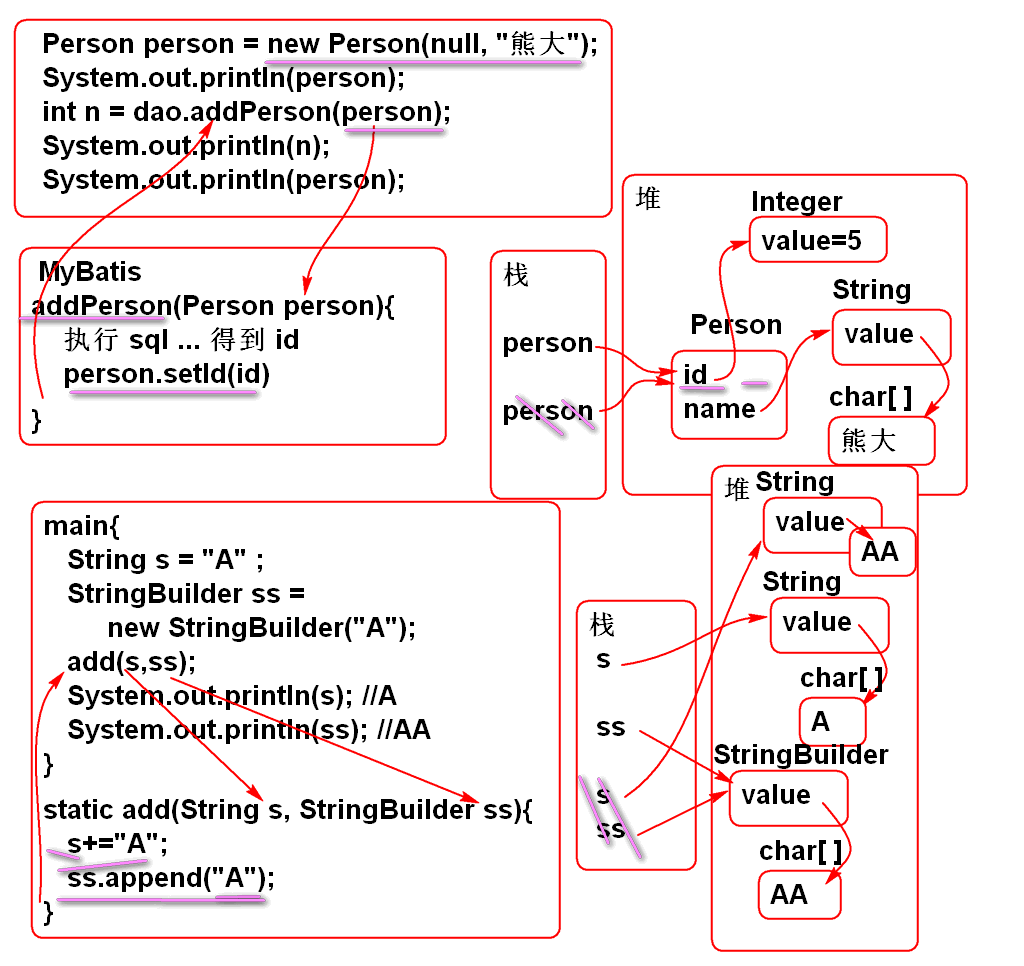 Person person = new Person(null, "熊大");
System.out.println(person);
int n = dao.addPerson(person);
System.out.println(n);
System.out.println(person);
MyBatis
addPerson(Person person){
执行 sql ... 得到 id
person.setId(id)
}
栈
person
person
堆
Integer
value=5
String
value
Person
id
name
char[ ]
熊大
main{
String s = "A" ;
StringBuilder ss =
new StringBuilder("A");
add(s,ss);
System.out.println(s); //A
System.out.println(ss); //AA
}
static add(String s, StringBuilder ss){
s+="A";
ss.append("A");
}
栈
s
ss
s
ss
堆
String
value
AA
String
value
char[ ]
A
StringBuilder
value
char[ ]
AA